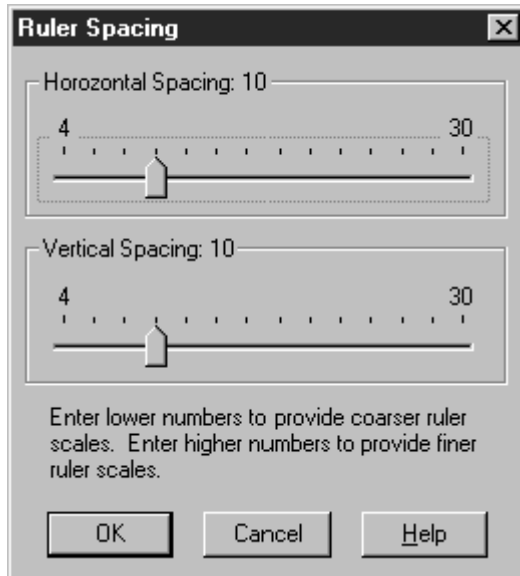 Ruler Spacing
Horozontal Spacing: 10
4 30
Vertical Spacing: 10
4 30
Enter lower numbers to provide coarser ruler
scales. Enter higher numbers to provide finer
ruler scales.
OK Cancel Help